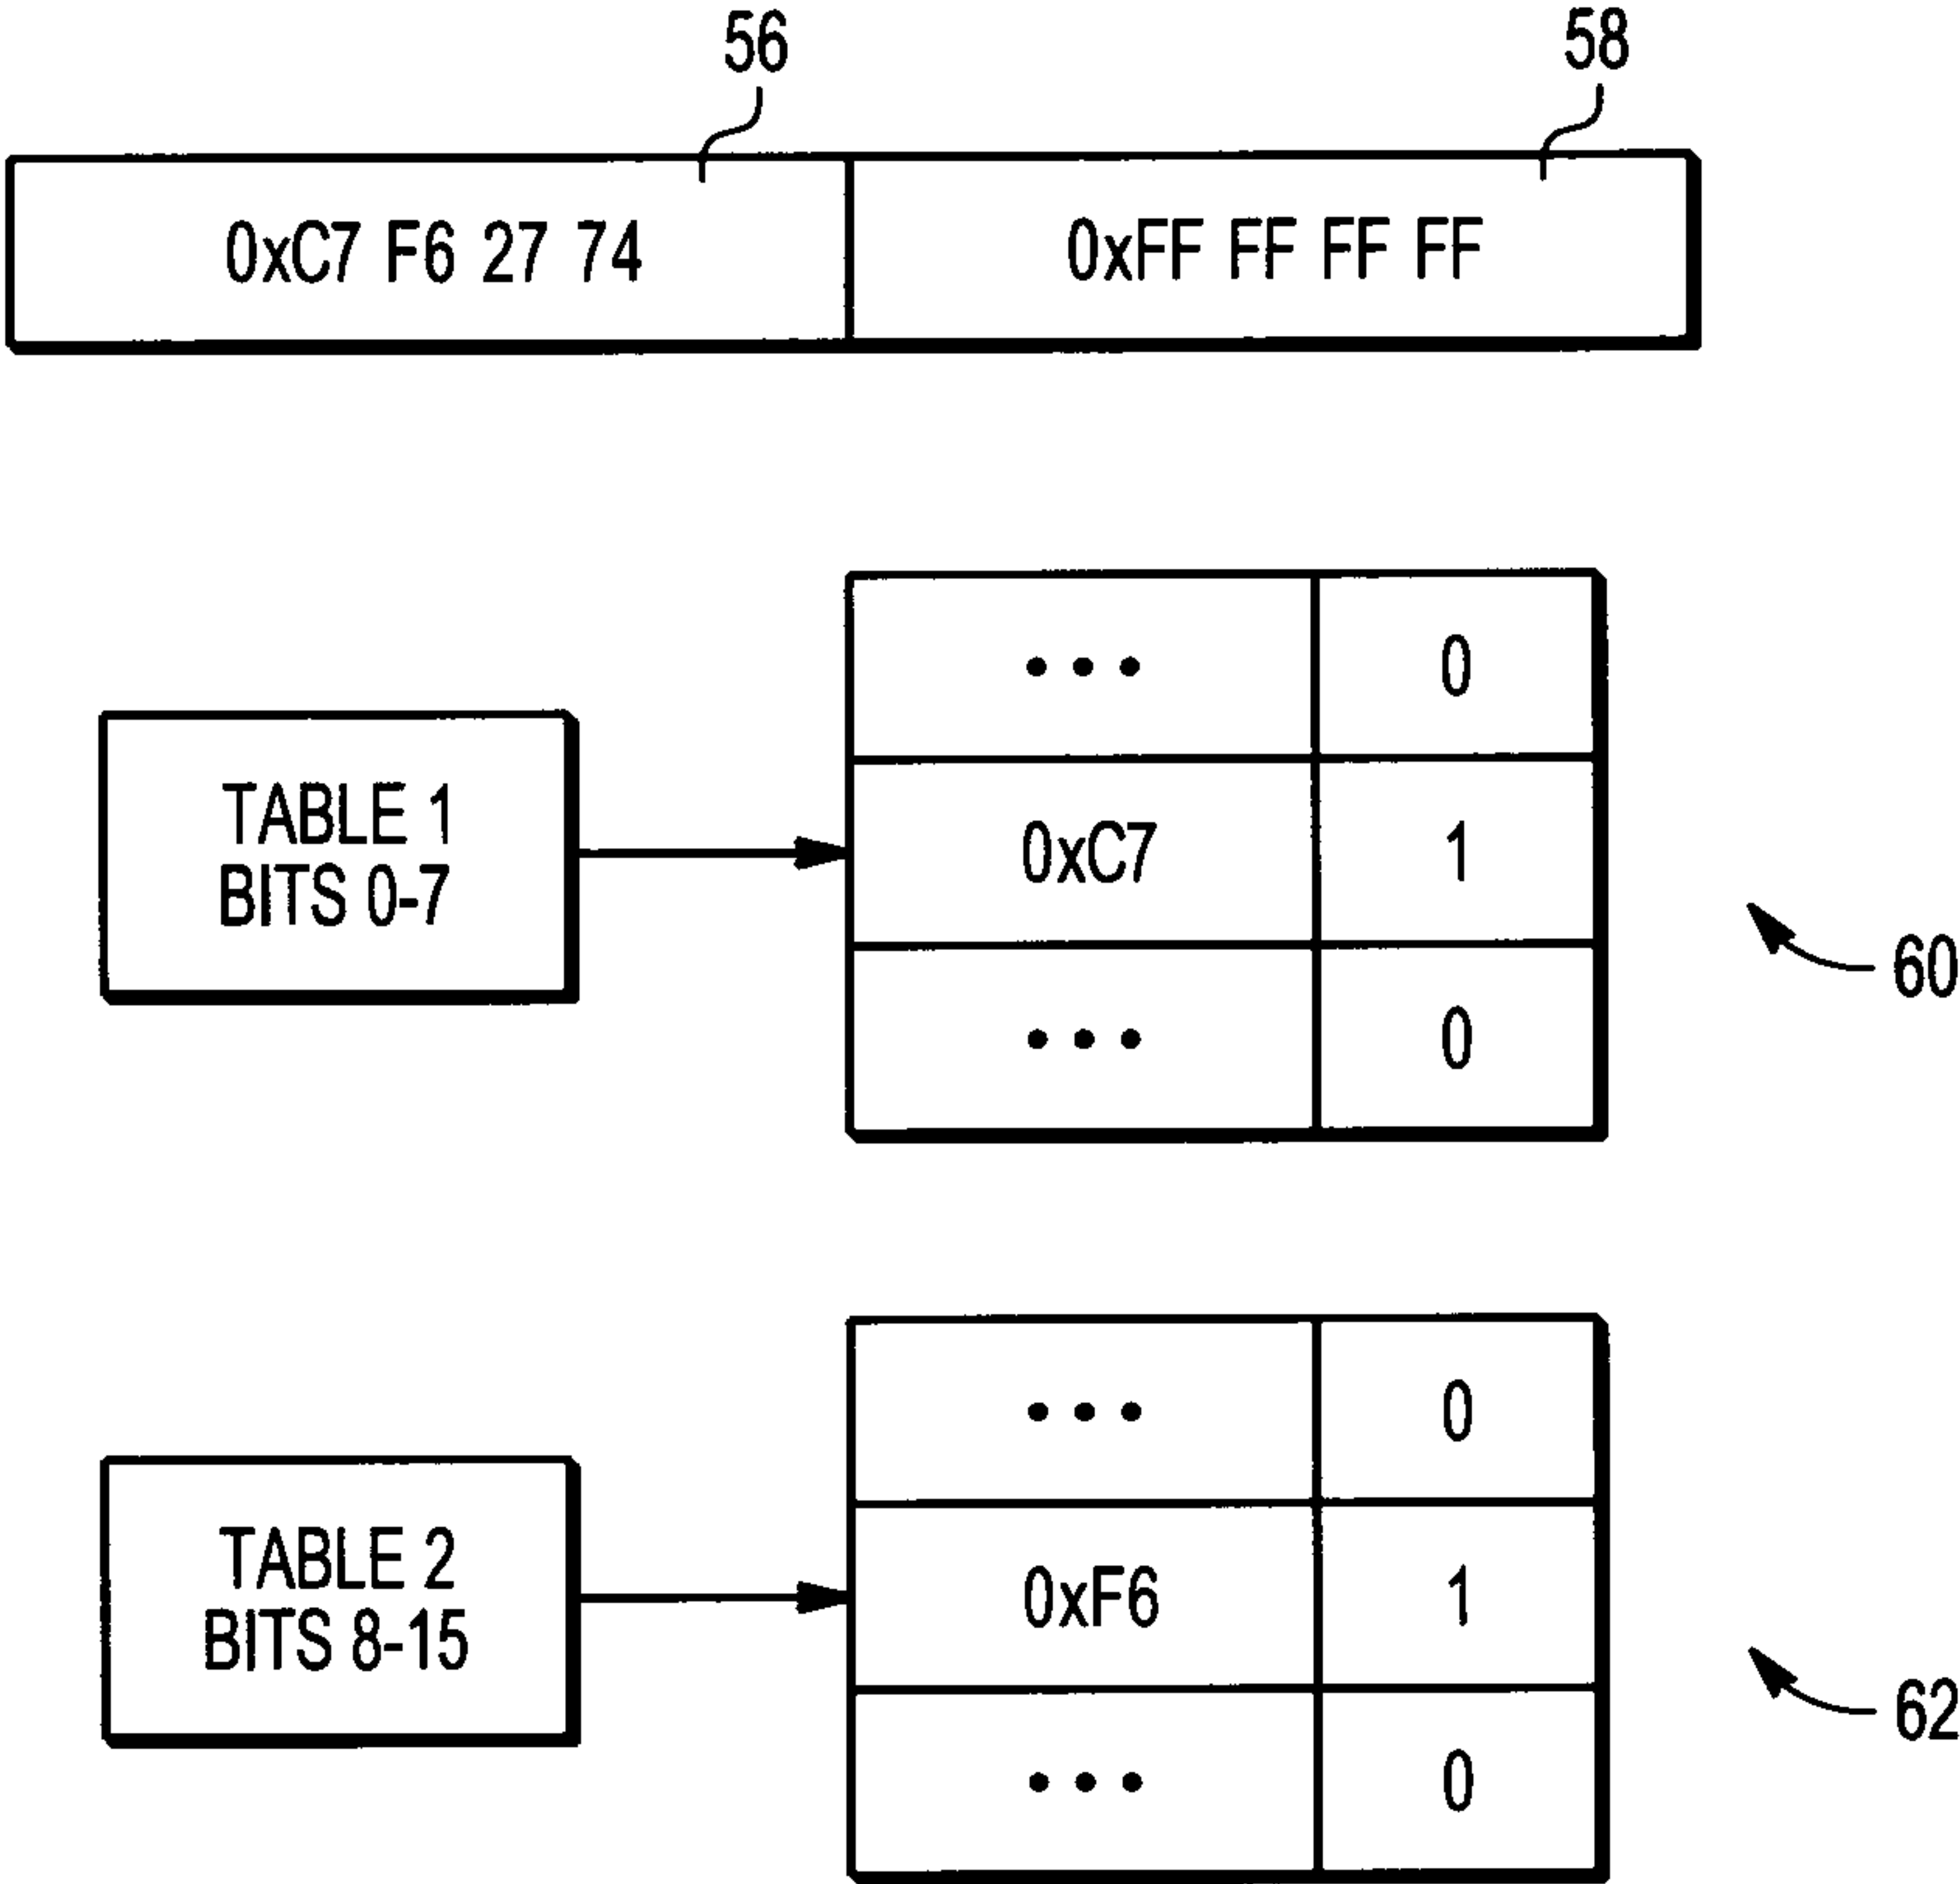 56
58
0xC7 F6 27 74
0xFF FF FF FF
• • •
0
TABLE 1
BITS 0-7
0xC7
1
60
• • •
0
• • •
0
TABLE 2
BITS 8-15
0xF6
1
62
• • •
0